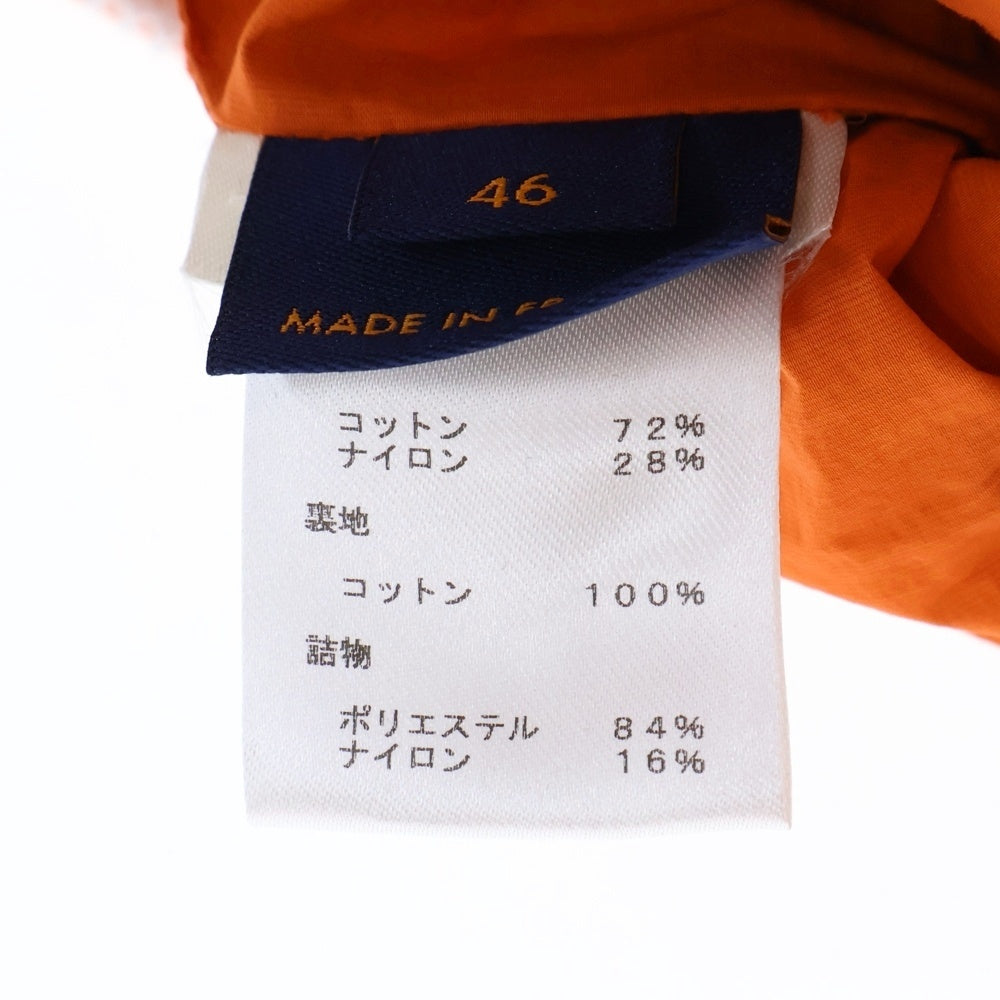 46
MADE IN
コットン 72%
ナイロン 28%
裏地
コットン 100%
詰物
ポリエステル 84%
ナイロン 16%